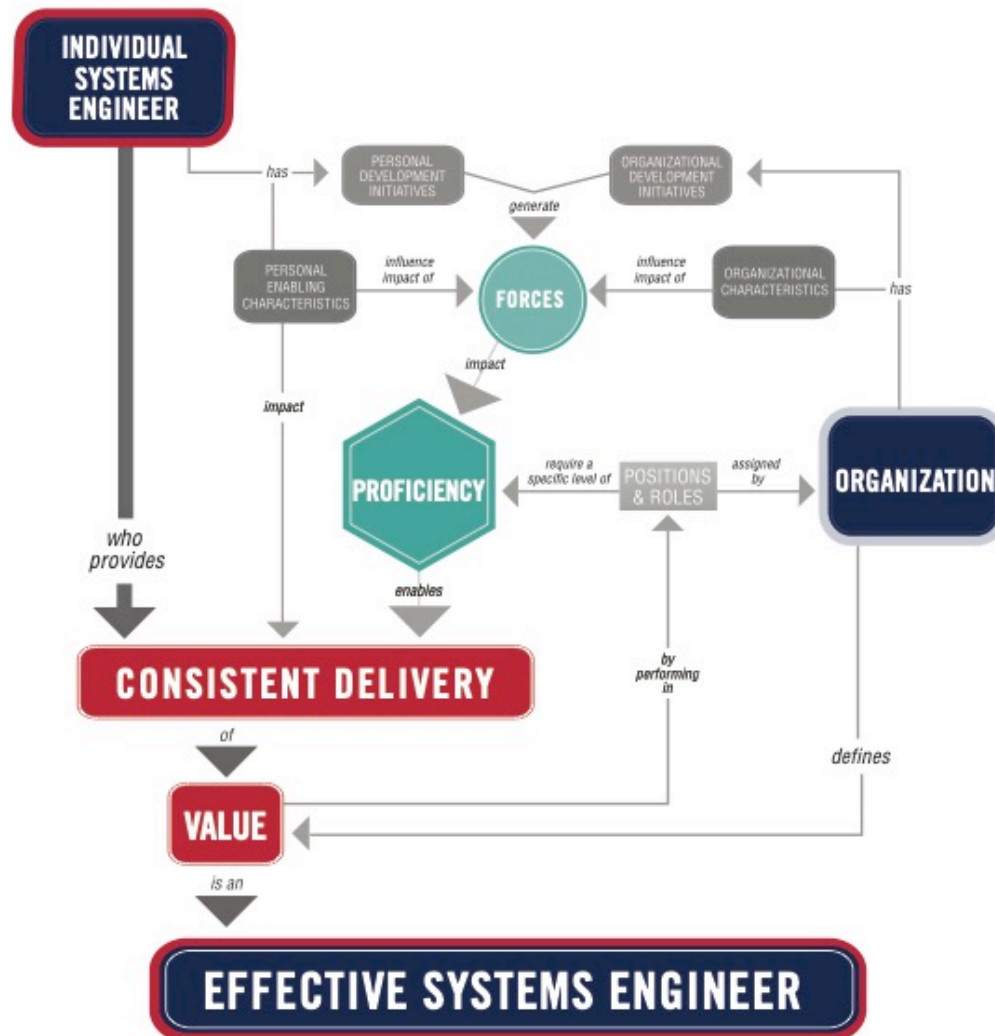 INDIVIDUAL
SYSTEMS
ENGINEER
has
PERSONAL
DEVELOPMENT
INITIATIVES
ORGANIZATIONAL
DEVELOPMENT
INITIATIVES
generate
PERSONAL
ENABLING
CHARACTERISTICS
influence
impact of
FORCES
influence
impact of
ORGANIZATIONAL
CHARACTERISTICS
has
impact
impact
PROFICIENCY
require a
specific level of
POSITIONS
& ROLES
assigned
by
ORGANIZATION
who
provides
enables
CONSISTENT DELIVERY
by
performing
in
of
defines
VALUE
is an
EFFECTIVE SYSTEMS ENGINEER